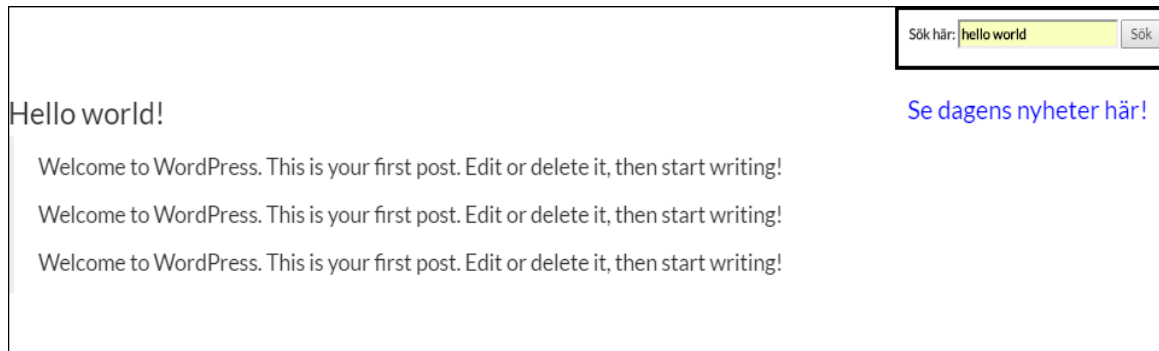 Sök här: hello world Sök
Hello world!
Se dagens nyheter här!
Welcome to WordPress. This is your first post. Edit or delete it, then start writing!
Welcome to WordPress. This is your first post. Edit or delete it, then start writing!
Welcome to WordPress. This is your first post. Edit or delete it, then start writing!